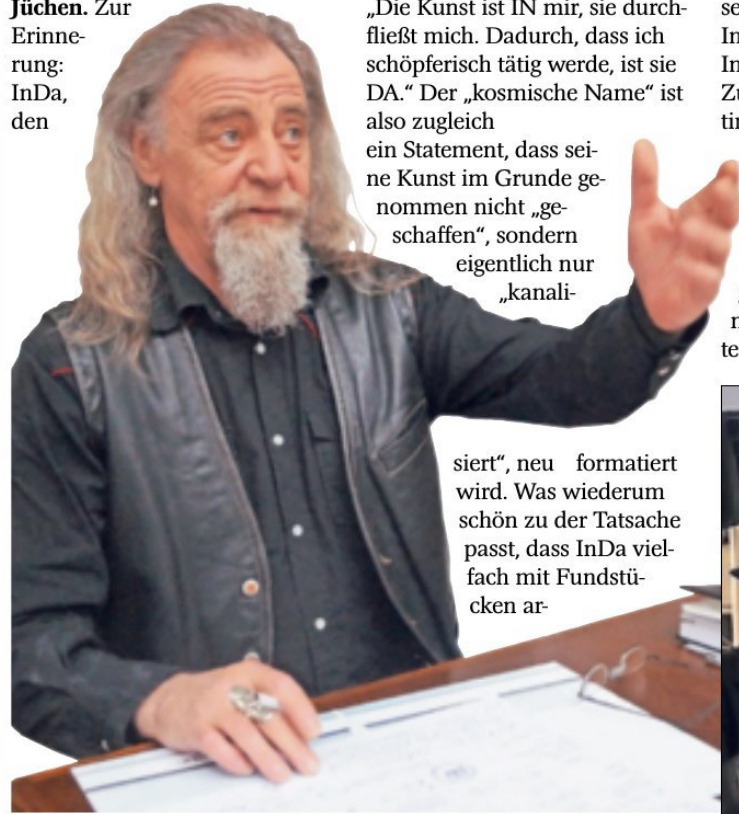 Jüchen. Zur
Erinne-
rung:
InDa,
den
„Die Kunst ist IN mir, sie durch-
fließt mich. Dadurch, dass ich
schöpferisch tätig werde, ist sie
DA.“ Der „kosmische Name“ ist
also zugleich
ein Statement, dass sei-
ne Kunst im Grunde ge-
nommen nicht „ge-
schaffen“, sondern
eigentlich nur
„kanali-
siert“, neu formatiert
wird. Was wiederum
schön zu der Tatsache
passt, dass InDa viel-
fach mit Fundstü-
cken ar-